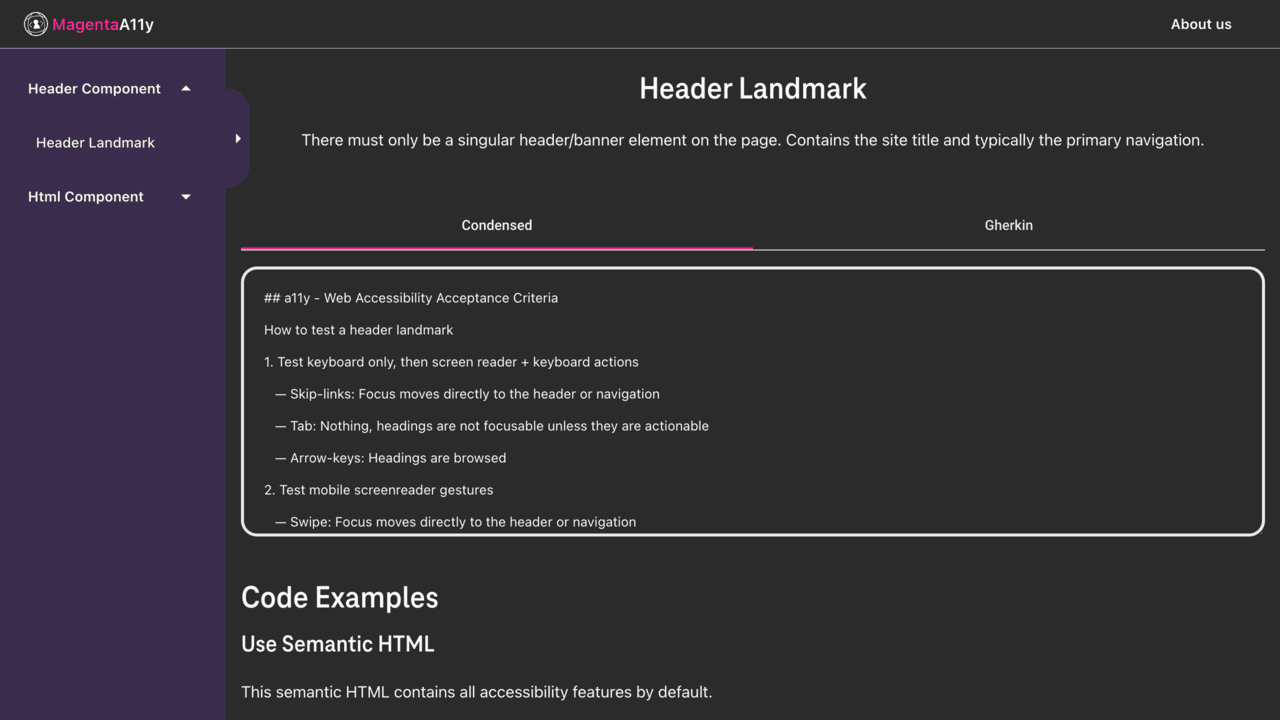 MagentaA11y
About us
Header Component
Header Landmark
Html Component
Header Landmark
There must only be a singular header/banner element on the page. Contains the site title and typically the primary navigation.
Condensed
Gherkin
## a11y - Web Accessibility Acceptance Criteria
How to test a header landmark
1. Test keyboard only, then screen reader + keyboard actions
— Skip-links: Focus moves directly to the header or navigation
— Tab: Nothing, headings are not focusable unless they are actionable
— Arrow-keys: Headings are browsed
2. Test mobile screenreader gestures
— Swipe: Focus moves directly to the header or navigation
Code Examples
Use Semantic HTML
This semantic HTML contains all accessibility features by default.